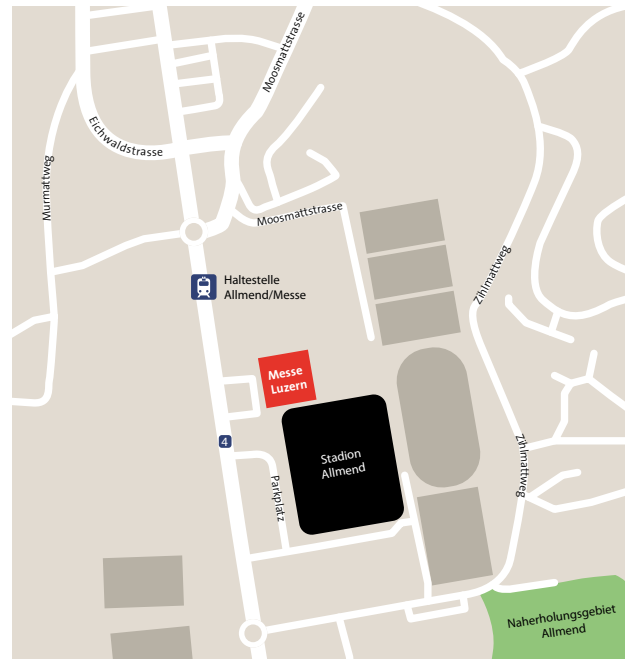 Moosmattstrasse
Eichwaldstrasse
Murmattweg
Moosmattstrasse
Haltestelle
Allmend/Messe
Zihlmattweg
Messe
Luzern
4
Stadion
Allmend
Zihlmattweg
Parkplatz
Naherholungsgebiet
Allmend